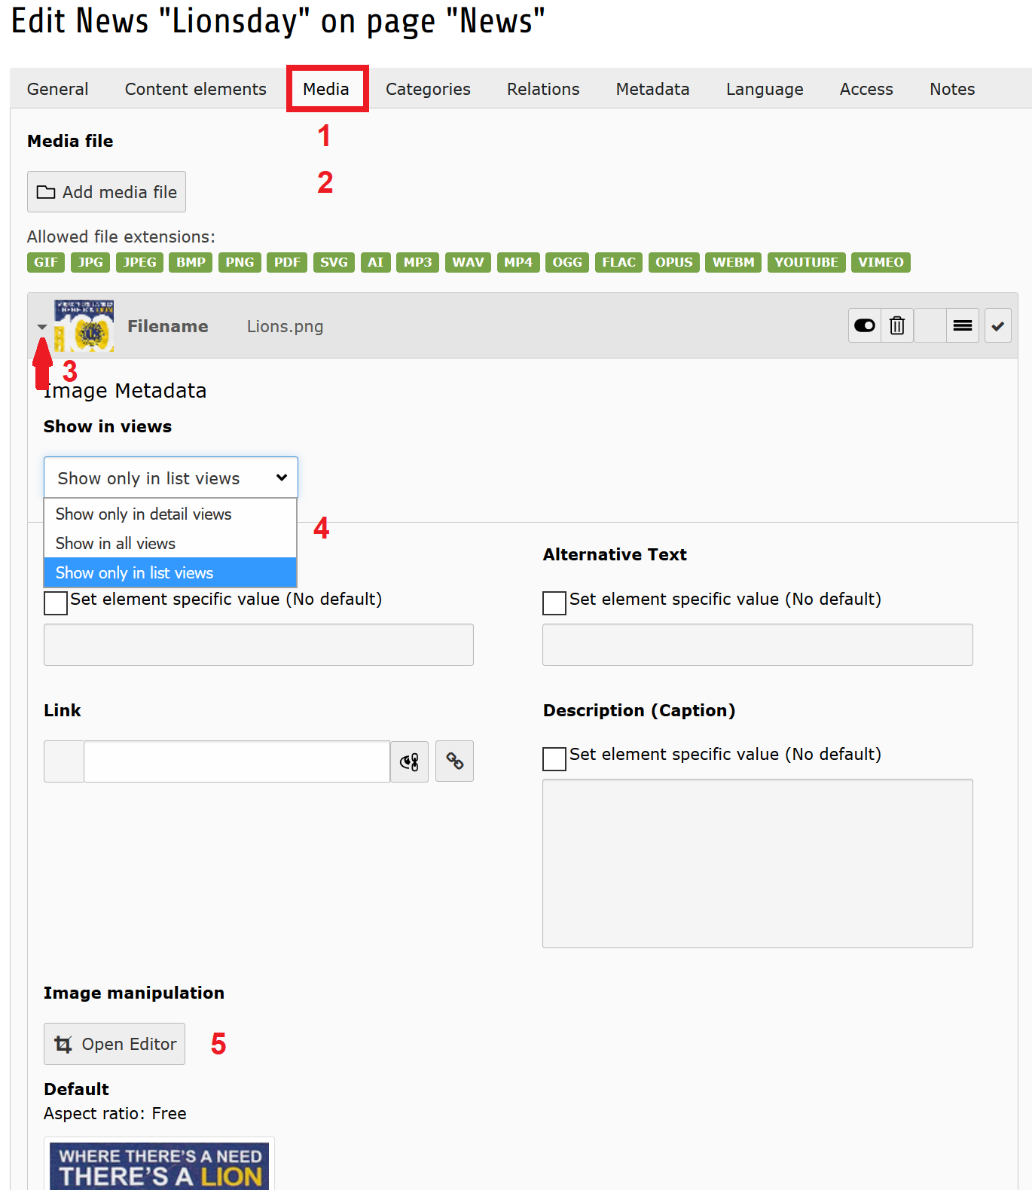 Edit News "Lionsday" on page "News"
General Content elements Media Categories Relations Metadata Language Access Notes
1
Media file
2
Add media file
Allowed file extensions:
GIF JPG JPEG BMP PNG PDF SVG AI MP3 WAV MP4 OGG FLAC OPUS WEBM YOUTUBE VIMEO
Filename Lions.png
3
Image Metadata
Show in views
Show only in list views
Show only in detail views
4
Show in all views
Show only in list views
Alternative Text
Set element specific value (No default) Set element specific value (No default)
Link Description (Caption)
Set element specific value (No default)
Image manipulation
Open Editor 5
Default
Aspect ratio: Free
WHERE THERE'S A NEED
THERE'S A LION